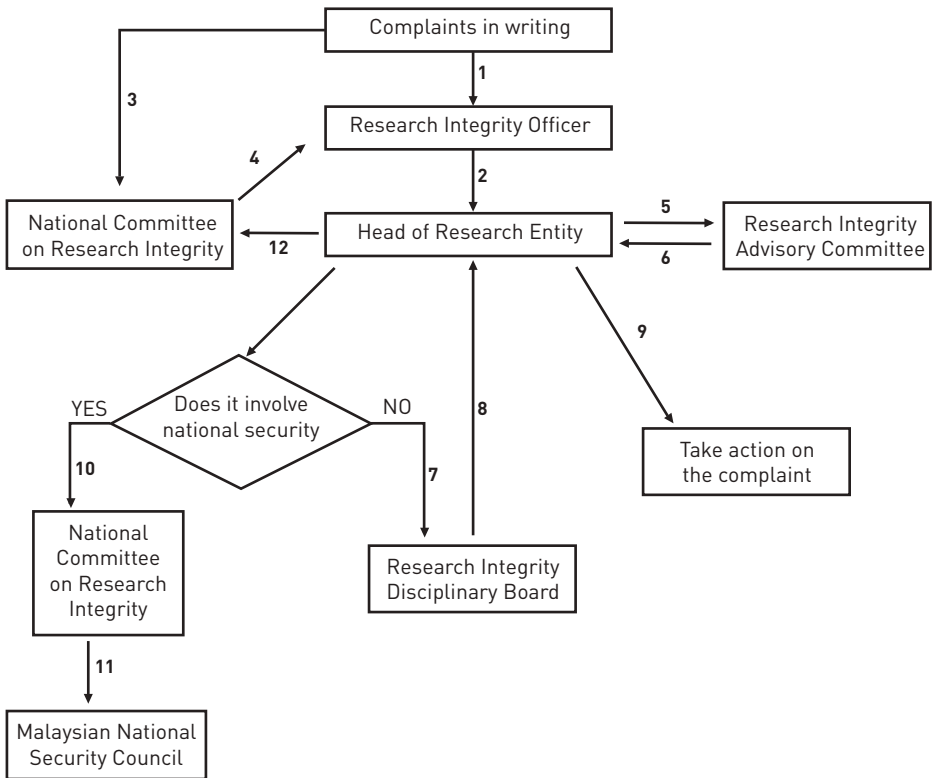 Complaints in writing
1
3
Research Integrity Officer
4
2
National Committee
on Research Integrity
12
Head of Research Entity
5
6
Research Integrity
Advisory Committee
9
YES
Does it involve
national security
NO
8
10
7
Take action on
the complaint
National
Committee
on Research
Integrity
Research Integrity
Disciplinary Board
11
Malaysian National
Security Council